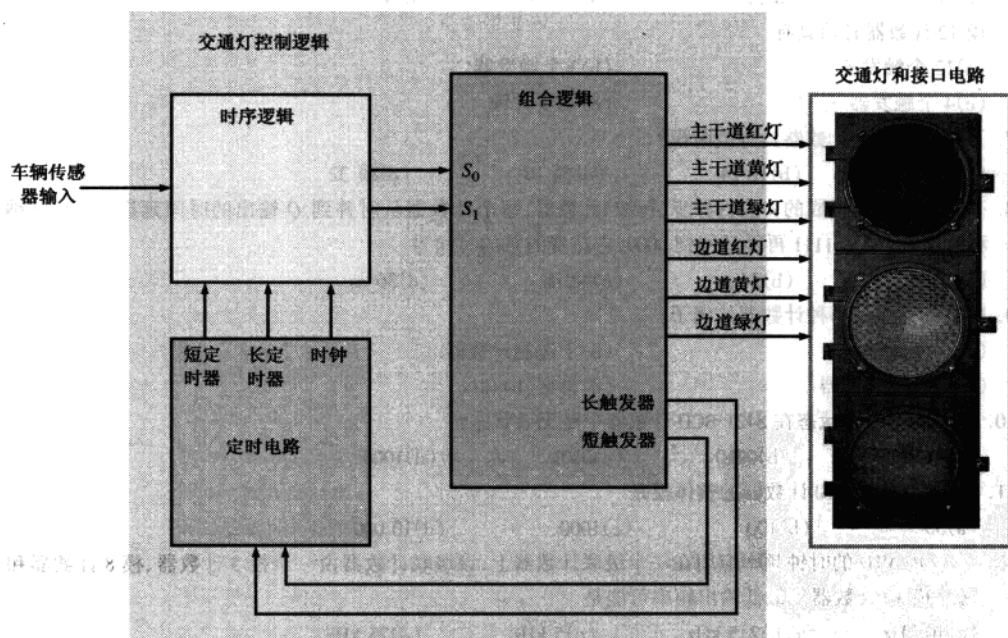 交通灯控制逻辑
时序逻辑
组合逻辑
交通灯和接口电路
车辆传感
器输入
S₀
S₁
主干道红灯
主干道黄灯
主干道绿灯
边道红灯
边道黄灯
边道绿灯
短定
时器
长定
时器
时钟
定时电路
长触发器
短触发器